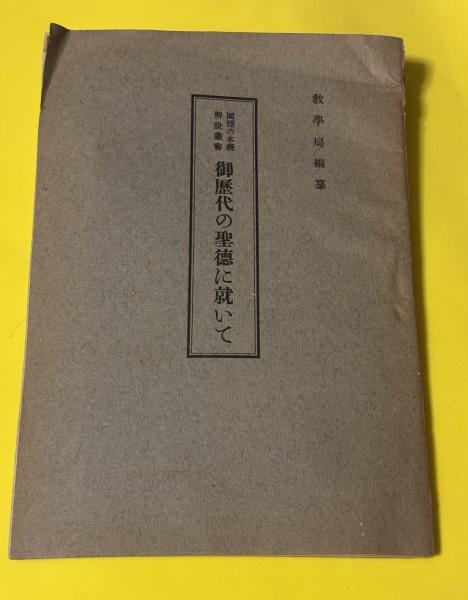 教學局編纂
國體の本義
解說叢書
御歷代の聖德に就いて